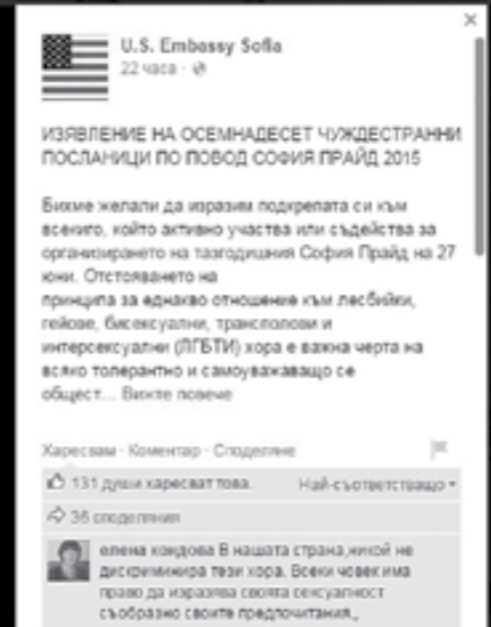 U.S. Embassy Sofia
22 часа ·
ИЗЯВЛЕНИЕ НА ОСЕМНАДЕСЕТ ЧУЖДЕСТРАННИ
ПОСЛАНИЦИ ПО ПОВОД СОФИЯ ПРАЙД 2015
Бихме желали да изразим подкрепата си към
всекиго, който активно участва или съдейства за
организирането на тазгодишния София Прайд на 27
юни. Отстояването на
принципа за еднакво отношение към лесбийки,
гейове, бисексуални, трансполови и
интерсексуални (ЛГБТИ) хора е важна черта на
всяко толерантно и самоуважаващо се
общест... Вижте повече
Харесвам · Коментар · Споделяне
131 души харесват това. Най-съответстващо
36 споделяния
елена кондова В нашата страна,никой не
дискримижира тези хора. Всеки човек има
право да изразява своята сексуалност
съобразно своите предпочитания.,